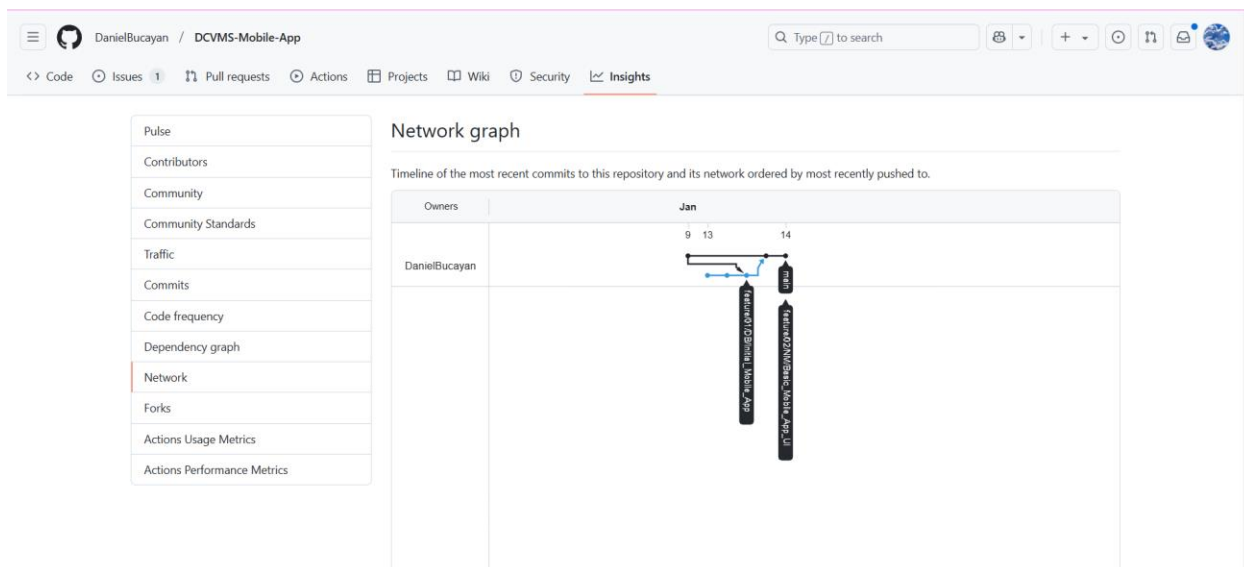 DanielBucayan / DCVMS-Mobile-App
Type / to search
Code Issues 1 Pull requests Actions Projects Wiki Security Insights
Pulse
Contributors
Community
Community Standards
Traffic
Commits
Code frequency
Dependency graph
Network
Forks
Actions Usage Metrics
Actions Performance Metrics
Network graph
Timeline of the most recent commits to this repository and its network ordered by most recently pushed to.
Owners Jan
9 13 14
DanielBucayan
main
feature/01/DB/Initial_Mobile_App
feature/02/NM/Basic_Moble_App_UI